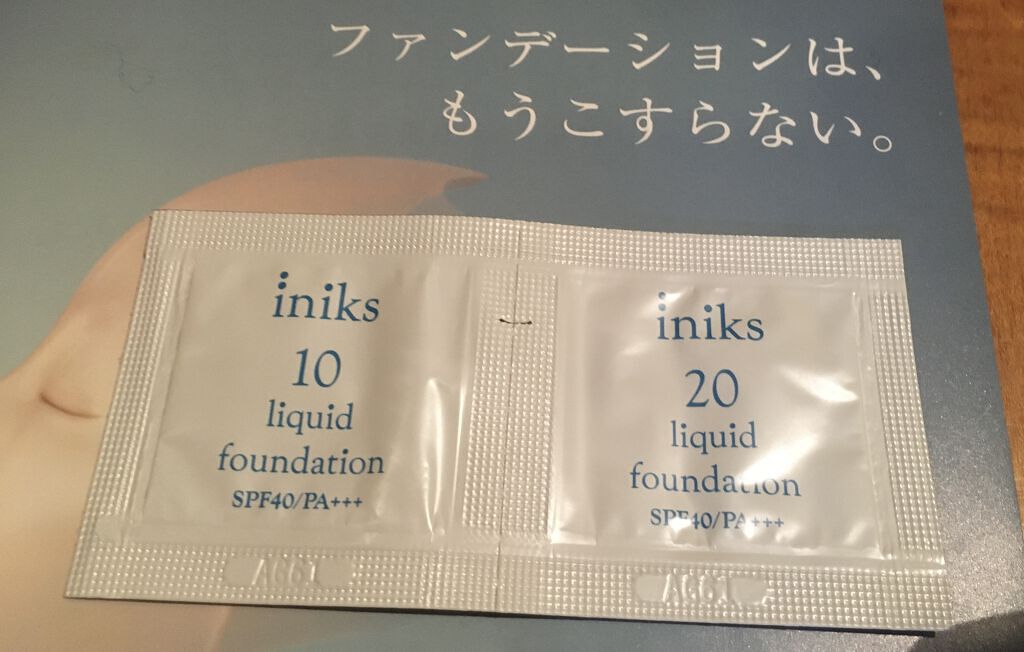 ファンデーションは、
もうこすらない。
iniks
10
liquid
foundation
SPF40/PA+++
iniks
20
liquid
foundation
SPF40/PA+++